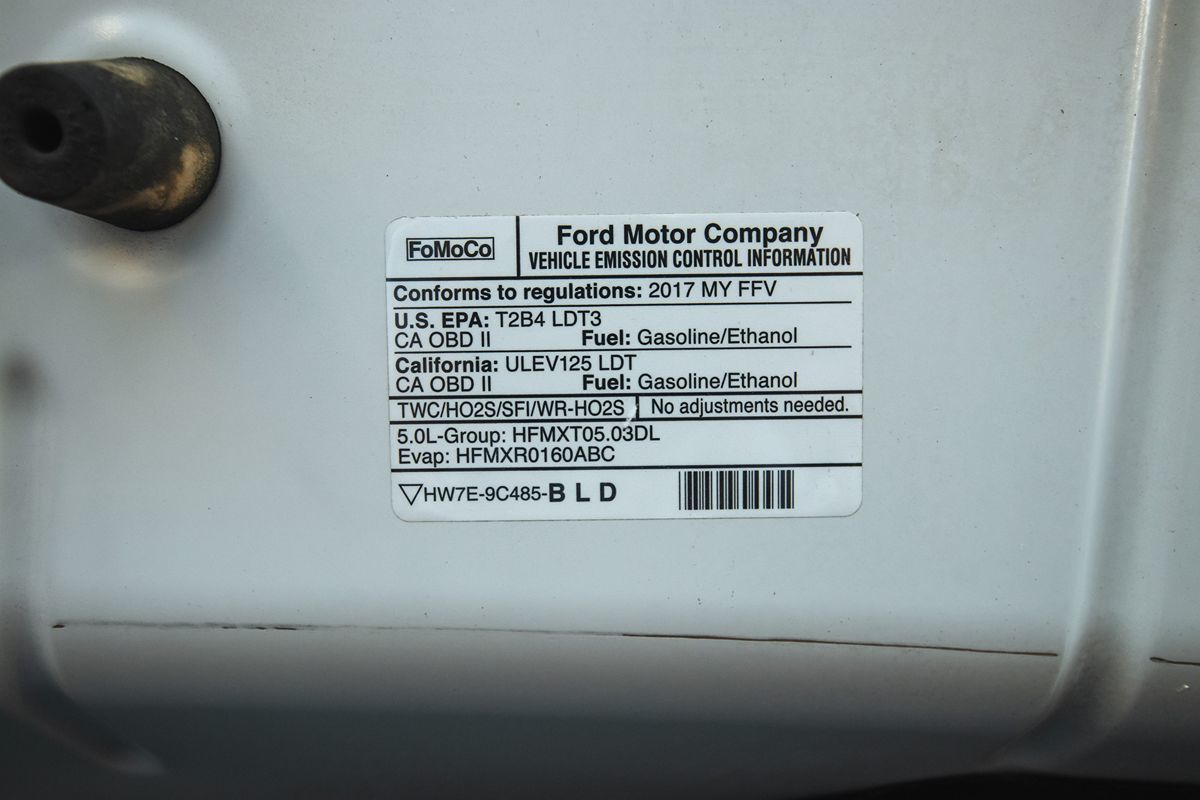 FoMoCo
Ford Motor Company
VEHICLE EMISSION CONTROL INFORMATION
Conforms to regulations: 2017 MY FFV
U.S. EPA: T2B4 LDT3
CA OBD II Fuel: Gasoline/Ethanol
California: ULEV125 LDT
CA OBD II Fuel: Gasoline/Ethanol
TWC/HO2S/SFI/WR-HO2S No adjustments needed.
5.0L-Group: HFMXT05.03DL
Evap: HFMXR0160ABC
▽HW7E-9C485-B L D